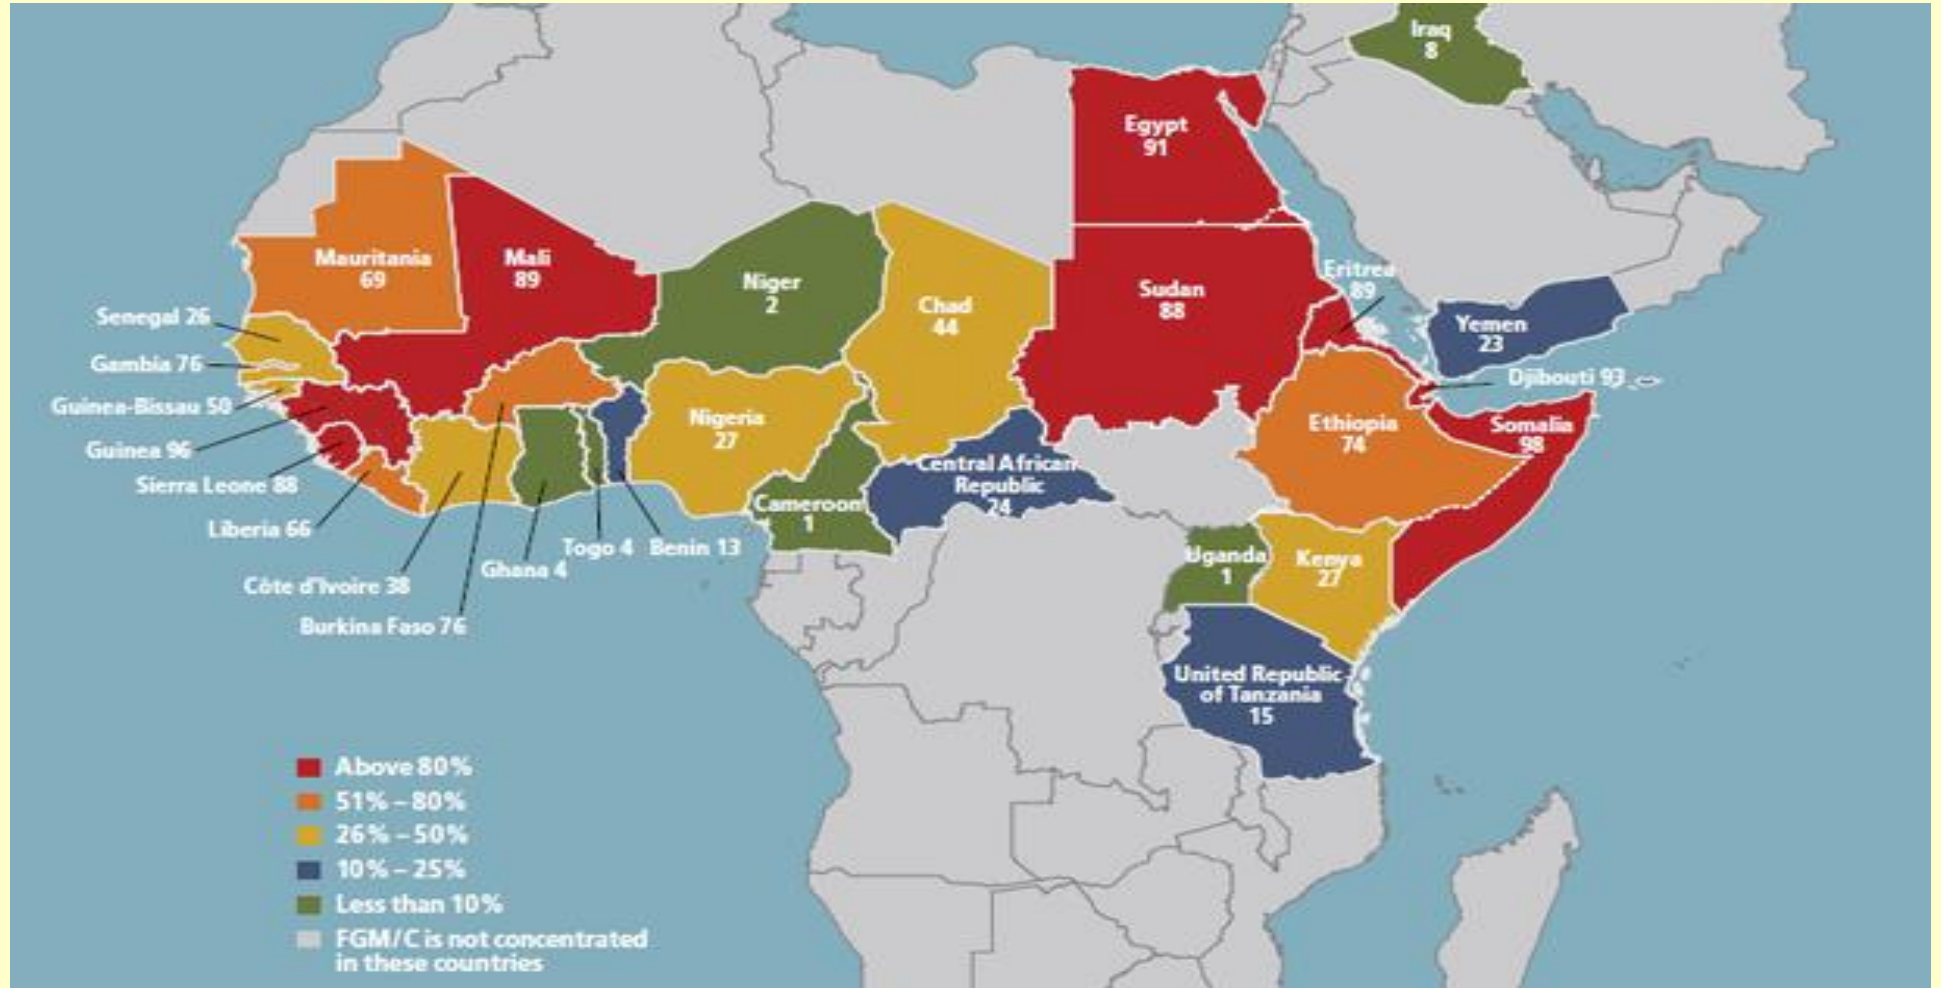 Iraq
8
Egypt
91
Mauritania
69
Mali
89
Niger
2
Chad
44
Sudan
88
Eritrea
89
Yemen
23
Senegal 26
Gambia 76
Guinea-Bissau 50
Guinea 96
Sierra Leone 88
Liberia 66
Côte d'Ivoire 38
Burkina Faso 76
Ghana 4
Togo 4
Benin 13
Nigeria
27
Cameroon
1
Central African
Republic
24
Djibouti 93
Ethiopia
74
Somalia
98
Uganda
1
Kenya
27
United Republic
of Tanzania
15
Above 80%
51% – 80%
26% – 50%
10% – 25%
Less than 10%
FGM/C is not concentrated
in these countries